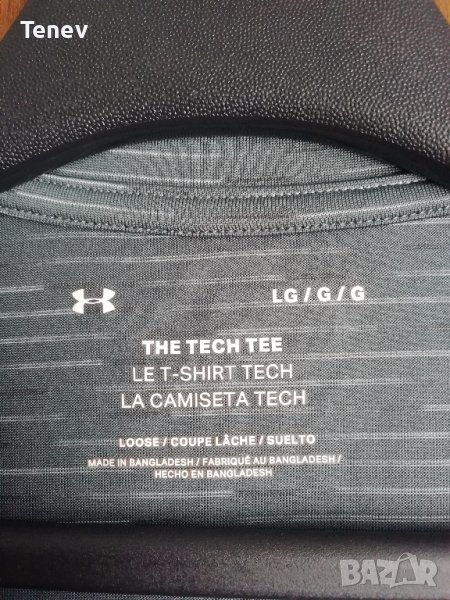 Tenev
LG / G / G
THE TECH TEE
LE T-SHIRT TECH
LA CAMISETA TECH
LOOSE / COUPE LÂCHE / SUELTO
MADE IN BANGLADESH / FABRIQUÉ AU BANGLADESH /
HECHO EN BANGLADESH
BAZAR